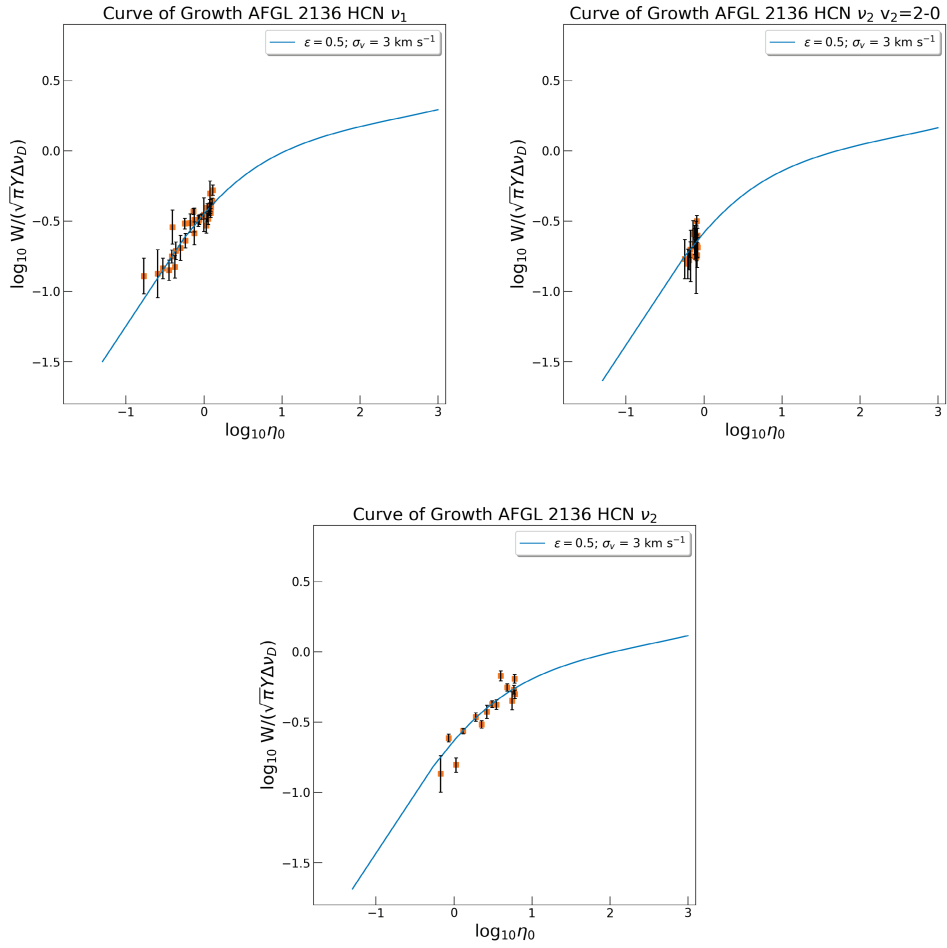 Curve of Growth AFGL 2136 HCN ν₁
ε = 0.5; σᵥ = 3 km s⁻¹
0.5
0.0
−0.5
−1.0
−1.5
log₁₀ W/(√πYΔν_D)
−1 0 1 2 3
log₁₀η₀
Curve of Growth AFGL 2136 HCN ν₂ v₂=2-0
ε = 0.5; σᵥ = 3 km s⁻¹
0.5
0.0
−0.5
−1.0
−1.5
log₁₀ W/(√πYΔν_D)
−1 0 1 2 3
log₁₀η₀
Curve of Growth AFGL 2136 HCN ν₂
ε = 0.5; σᵥ = 3 km s⁻¹
0.5
0.0
−0.5
−1.0
−1.5
log₁₀ W/(√πYΔν_D)
−1 0 1 2 3
log₁₀η₀